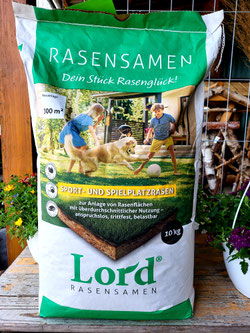 RASENSAMEN
Dein Stück Rasenglück!
300 m²
SPORT- UND SPIELPLATZRASEN
zur Anlage von Rasenflächen
mit überdurchschnittlicher Nutzung -
anspruchslos, trittfest, belastbar
10 kg
Lord®
RASENSAMEN